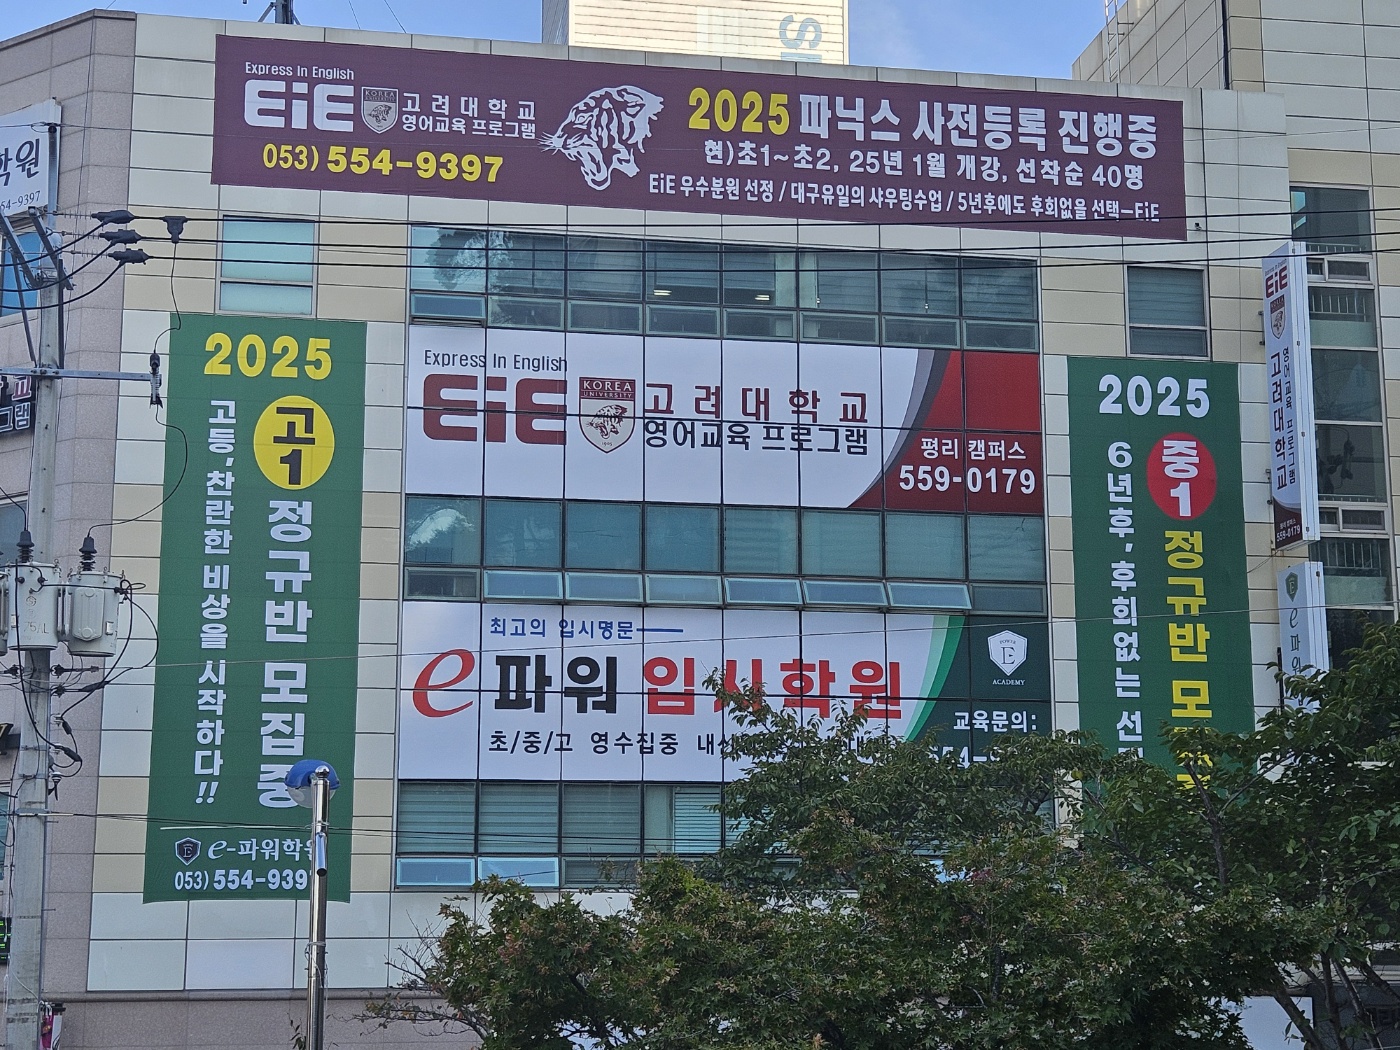 Express In English
EiE
KOREA
UNIVERSITY
고려대학교
영어교육 프로그램
053) 554-9397
2025 파닉스 사전등록 진행중
현)초1~초2, 25년 1월 개강, 선착순 40명
EiE 우수분원 선정 / 대구유일의 샤우팅수업 / 5년후에도 후회없을 선택-EiE
학원
54-9397
2025
고1
정규반 모집중
고등, 찬란한 비상을 시작하다!!
E
e-파워학원
053) 554-939
Express In English
EiE
KOREA
UNIVERSITY
1905
고려대학교
영어교육 프로그램
평리 캠퍼스
559-0179
최고의 입시명문
e파워 입시학원
초/중/고 영수집중
POWER
E
ACADEMY
교육문의:
2025
중1
정규반
6년후, 후회없는
EiE
고려대학교
영어교육 프로그램
평리 캠퍼스
559-0179
e파워